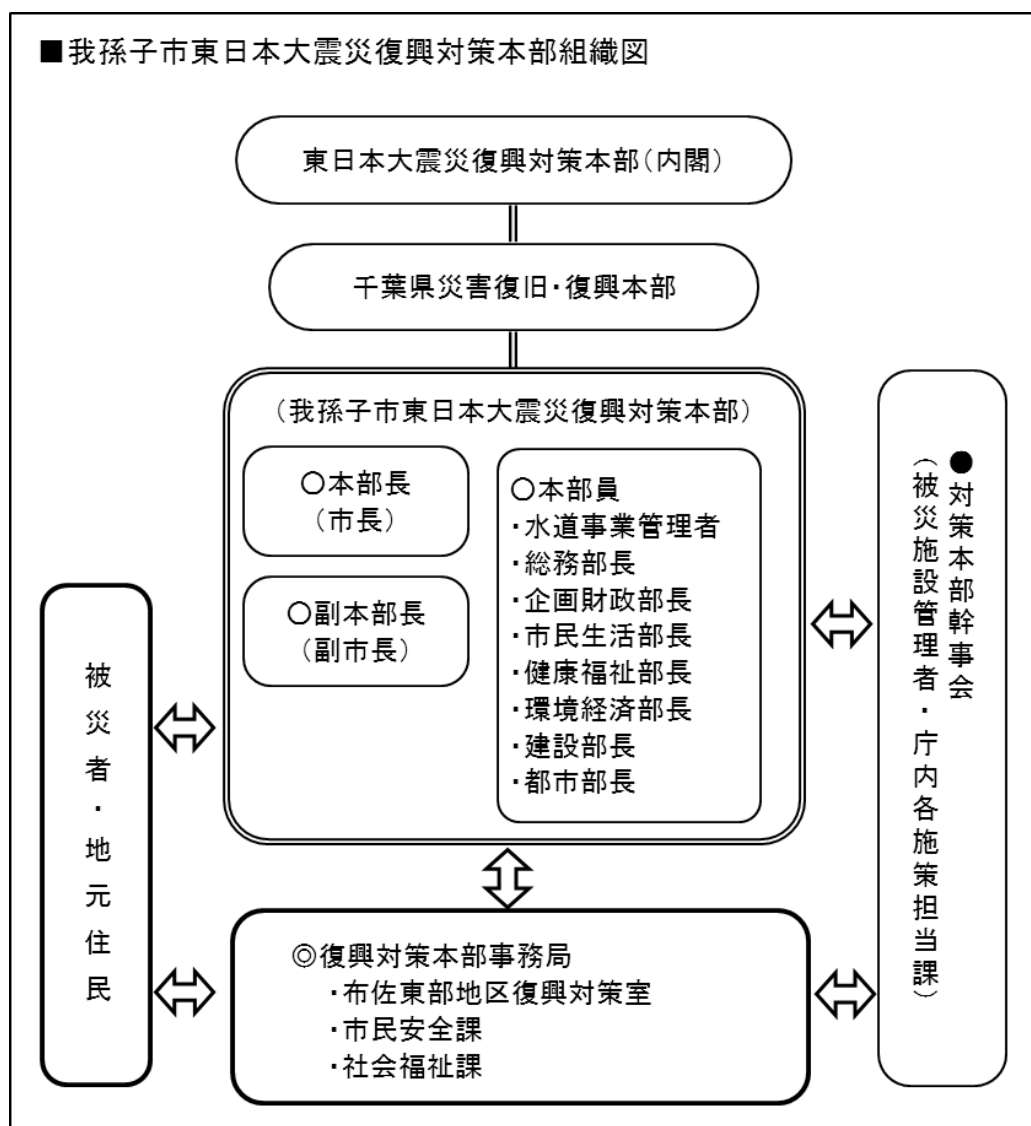 ■我孫子市東日本大震災復興対策本部組織図
東日本大震災復興対策本部(内閣)
千葉県災害復旧・復興本部
(我孫子市東日本大震災復興対策本部)
○本部長
(市長)
○副本部長
(副市長)
○本部員
・水道事業管理者
・総務部長
・企画財政部長
・市民生活部長
・健康福祉部長
・環境経済部長
・建設部長
・都市部長
●対策本部幹事会
(被災施設管理者・庁内各施策担当課)
被災者・地元住民
◎復興対策本部事務局
・布佐東部地区復興対策室
・市民安全課
・社会福祉課